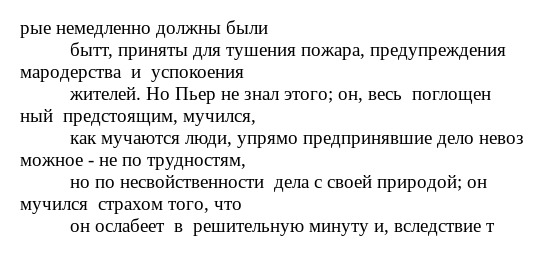 рые немедленно должны были
бытт, приняты для тушения пожара, предупреждения
мародерства и успокоения
жителей. Но Пьер не знал этого; он, весь поглощен
ный предстоящим, мучился,
как мучаются люди, упрямо предпринявшие дело невоз
можное - не по трудностям,
но по несвойственности дела с своей природой; он
мучился страхом того, что
он ослабеет в решительную минуту и, вследствие т